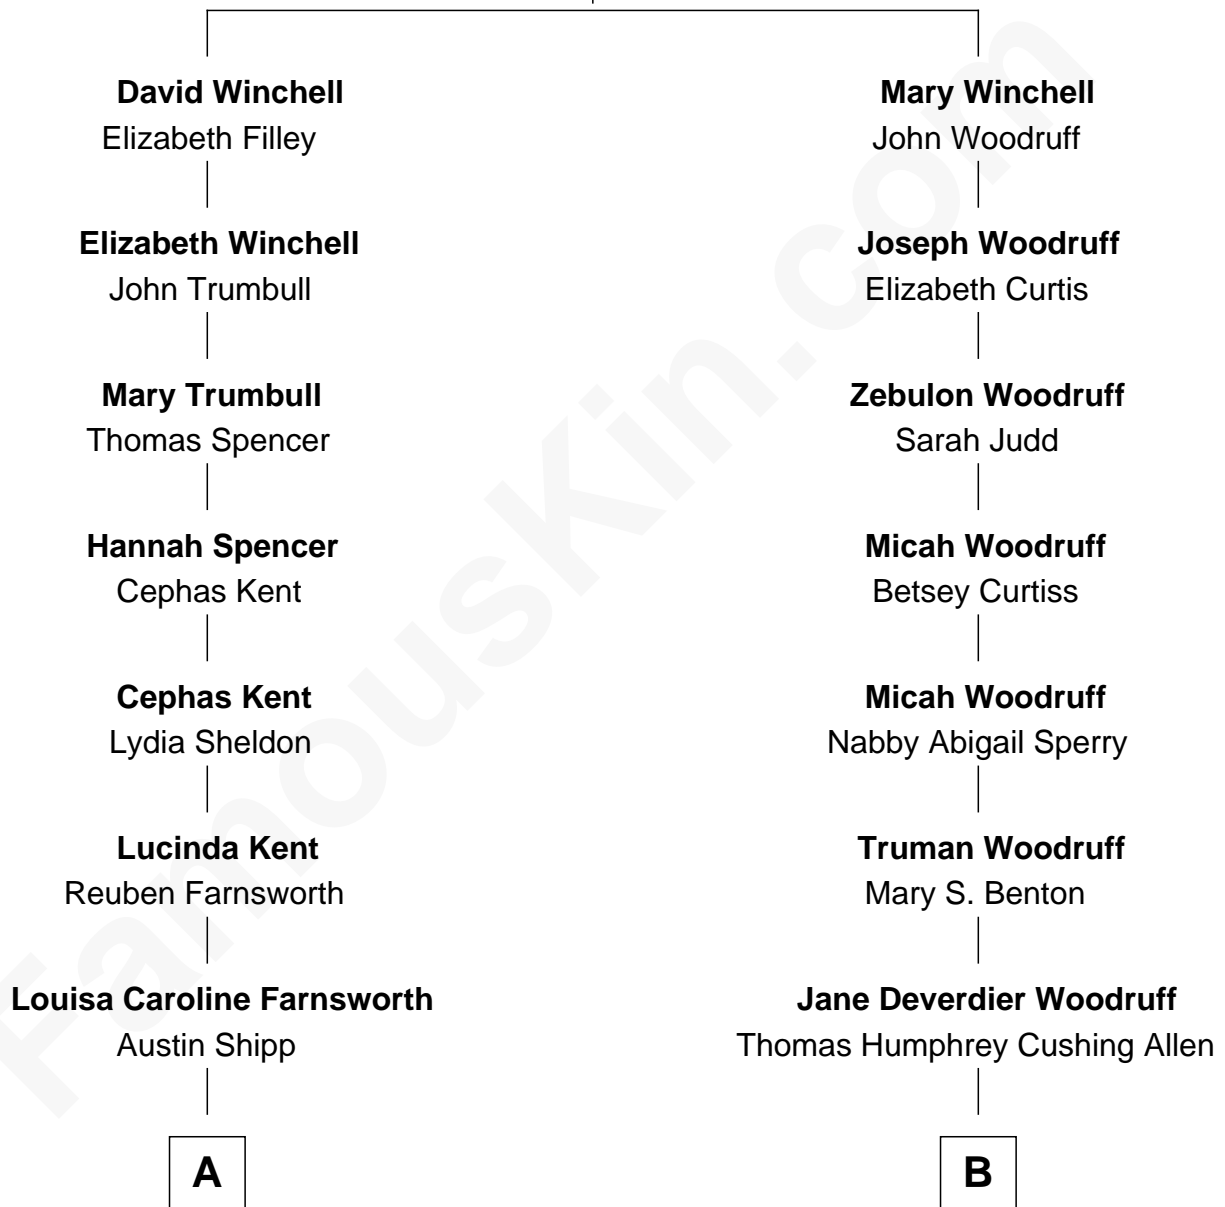 David Winchell
Elizabeth Filley
Elizabeth Winchell
John Trumbull
Mary Trumbull
Thomas Spencer
Hannah Spencer
Cephas Kent
Cephas Kent
Lydia Sheldon
Lucinda Kent
Reuben Farnsworth
Louisa Caroline Farnsworth
Austin Shipp
A
Mary Winchell
John Woodruff
Joseph Woodruff
Elizabeth Curtis
Zebulon Woodruff
Sarah Judd
Micah Woodruff
Betsey Curtiss
Micah Woodruff
Nabby Abigail Sperry
Truman Woodruff
Mary S. Benton
Jane Deverdier Woodruff
Thomas Humphrey Cushing Allen
B
FamousKin.com